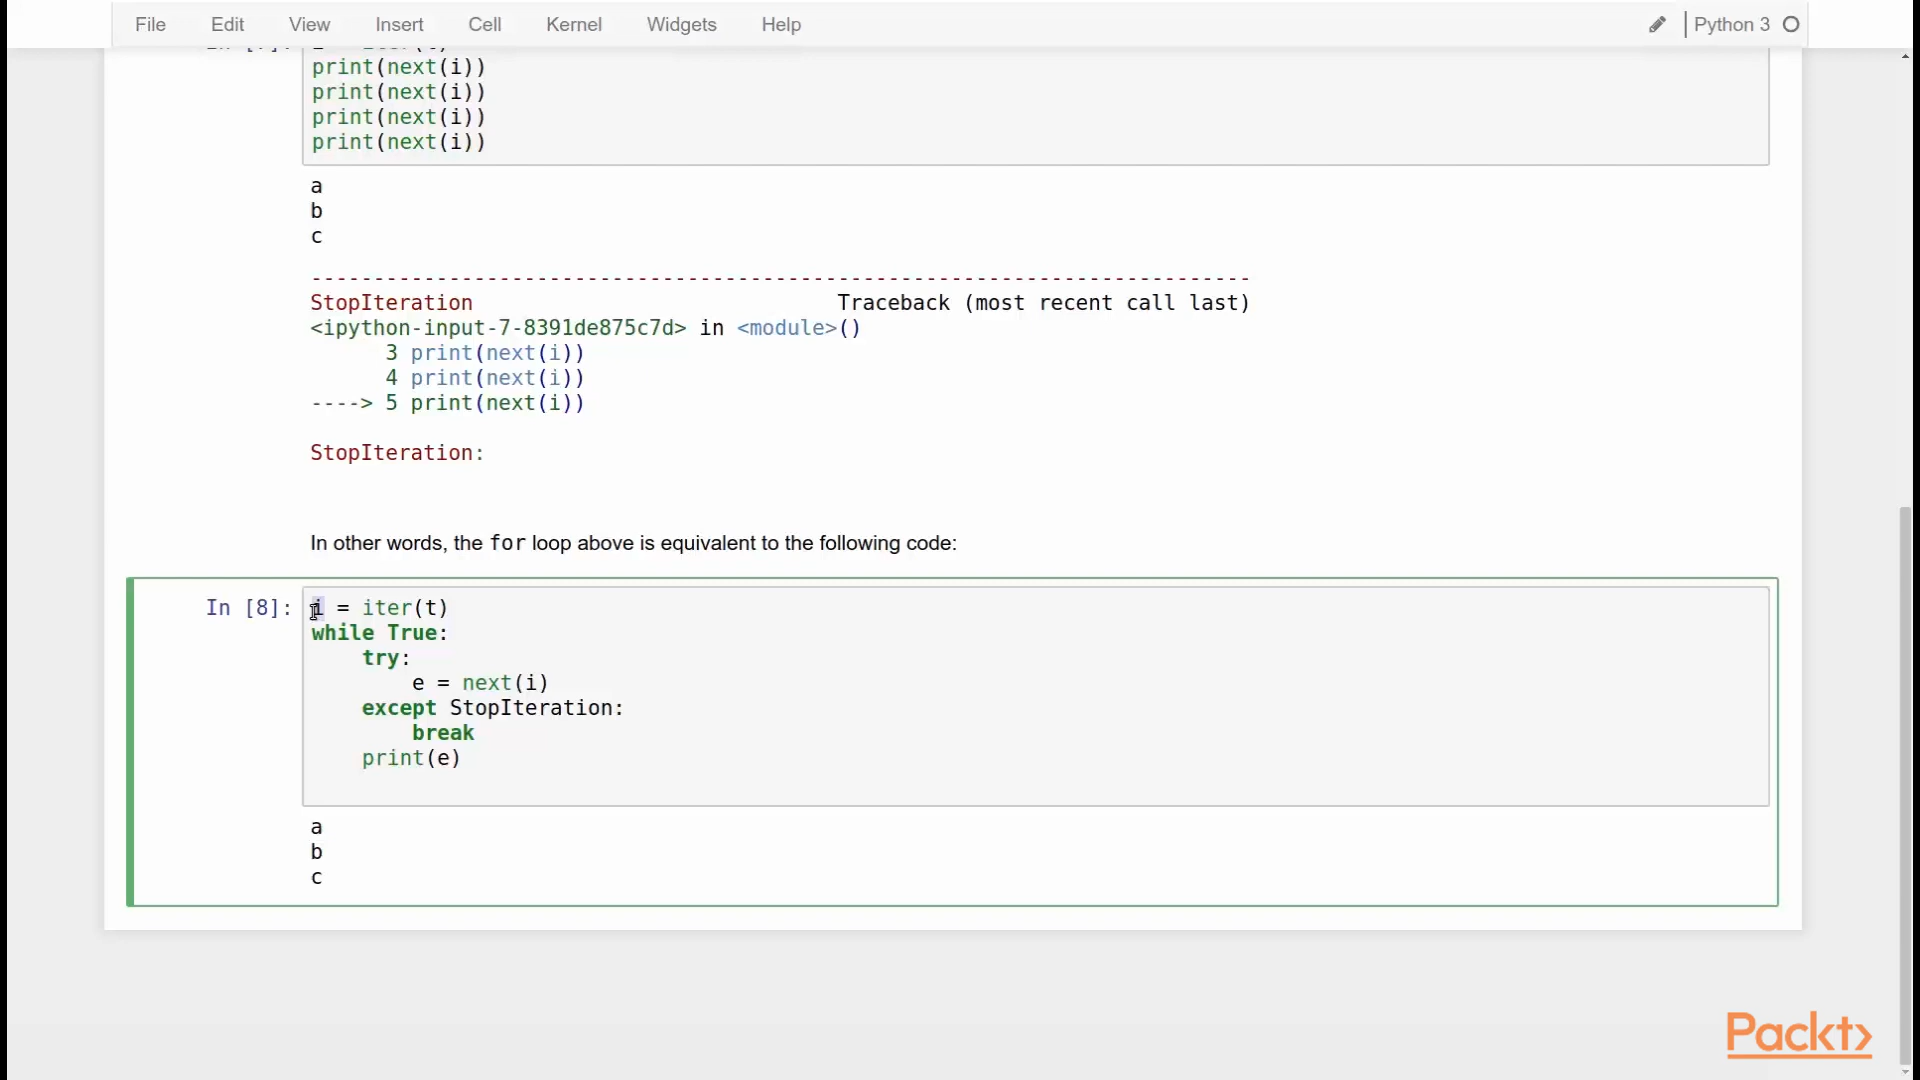 File Edit View Insert Cell Kernel Widgets Help Python 3
print(next(i))
print(next(i))
print(next(i))
print(next(i))
a
b
c
---------------------------------------------------------------------------
StopIteration Traceback (most recent call last)
<ipython-input-7-8391de875c7d> in <module>()
3 print(next(i))
4 print(next(i))
----> 5 print(next(i))
StopIteration:
In other words, the for loop above is equivalent to the following code:
In [8]: i = iter(t)
while True:
try:
e = next(i)
except StopIteration:
break
print(e)
a
b
c
Packt>